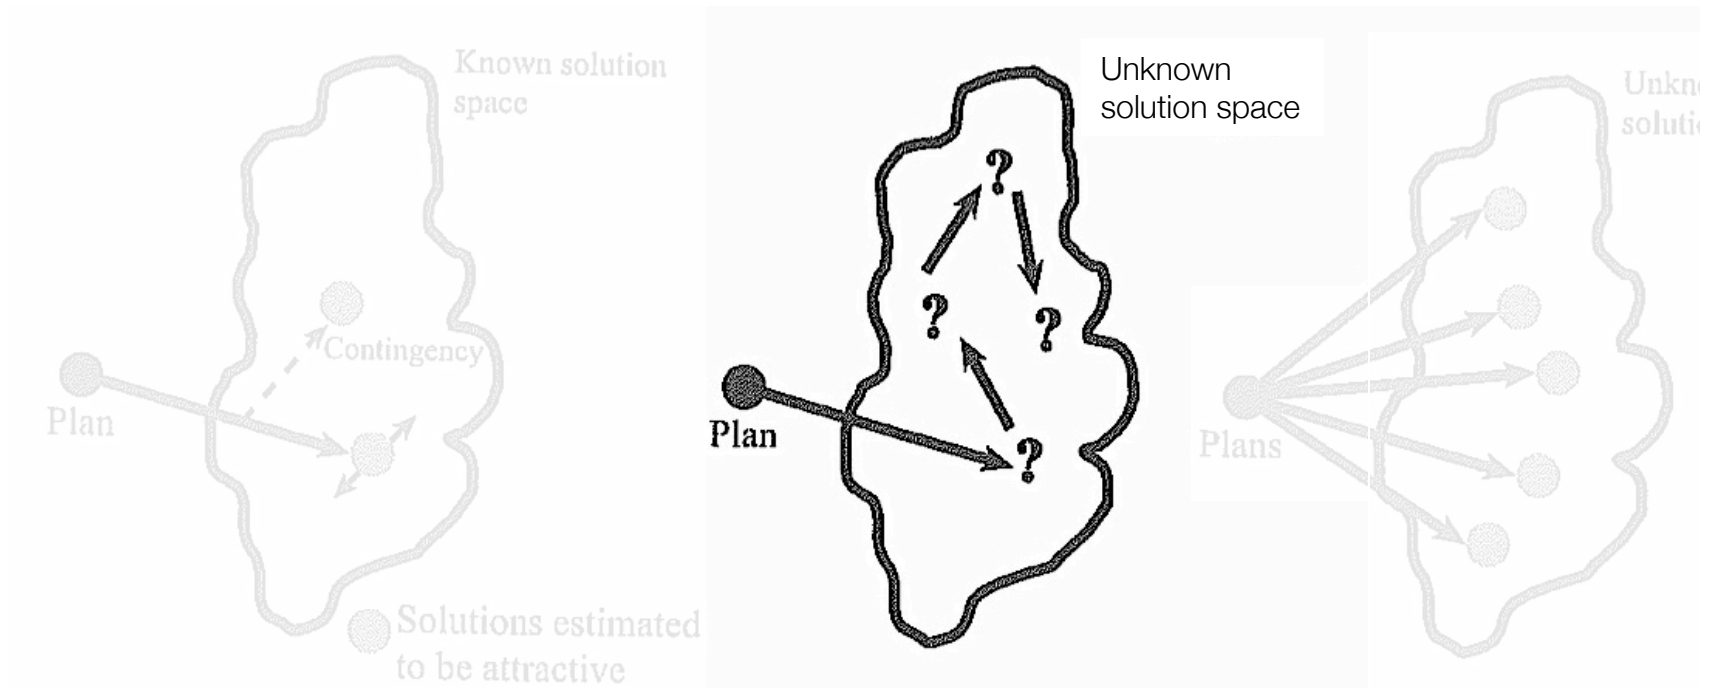 Known solution
space
Contingency
Plan
Solutions estimated
to be attractive
Unknown
solution space
?
?
?
?
Plan
Plans